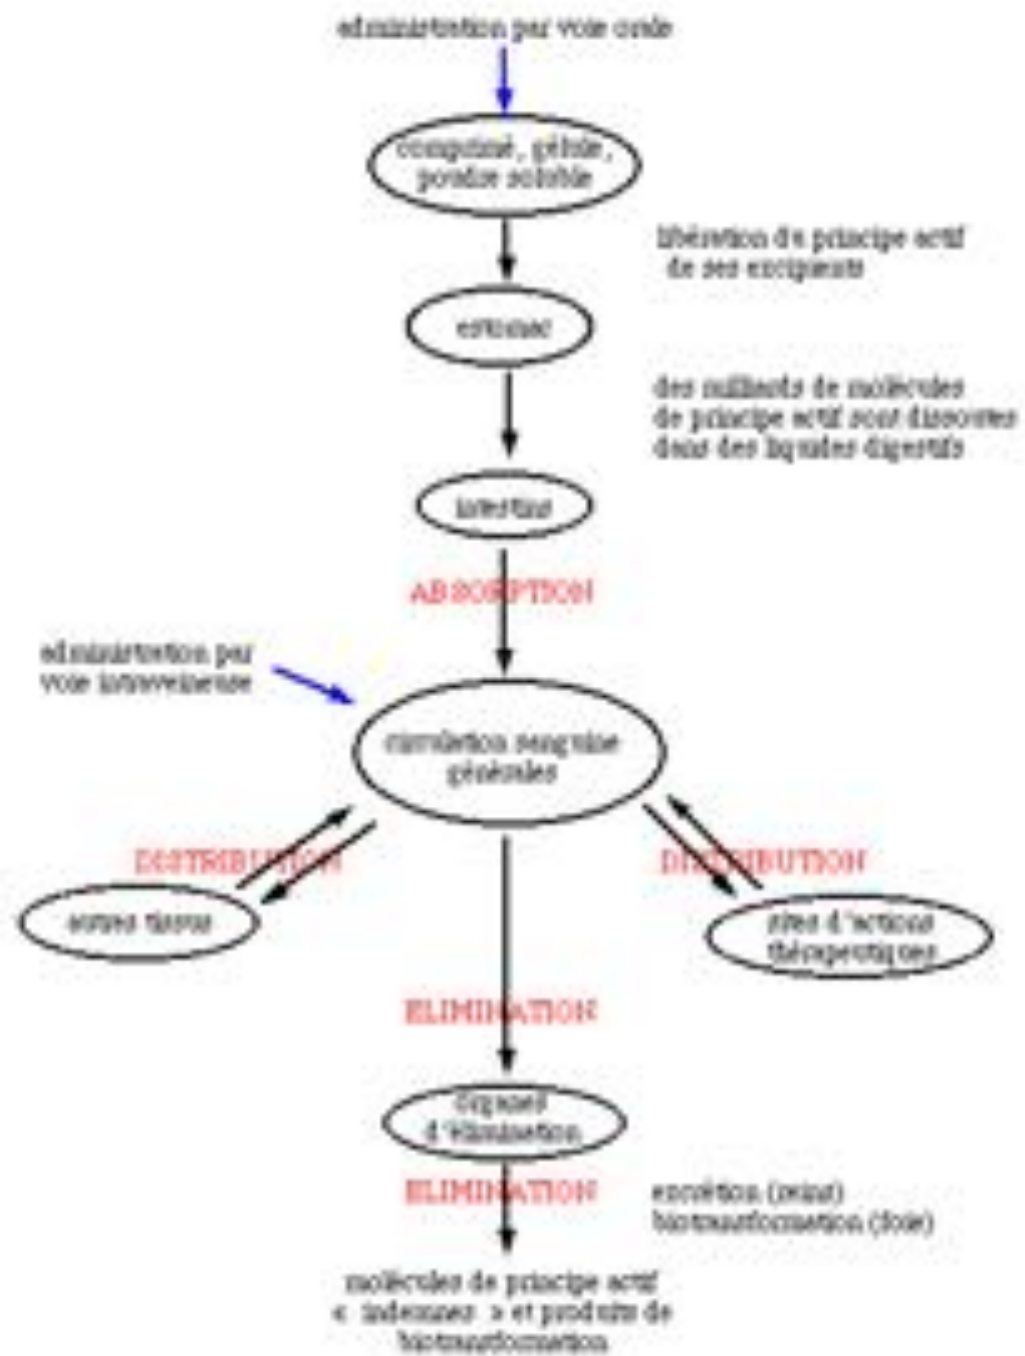 administration par voie orale
comprimé, gélule,
poudre soluble
libération du principe actif
de ses excipients
estomac
des milliards de molécules
de principe actif sont dissoutes
dans des liquides digestifs
intestins
ABSORPTION
administration par
voie intraveineuse
circulation sanguine
générales
DISTRIBUTION
DISTRIBUTION
autres tissus
sites d'actions
thérapeutiques
ELIMINATION
organes
d'élimination
ELIMINATION
excrétion (reins)
biotransformation (foie)
molécules de principe actif
« indemnes » et produits de
biotransformation